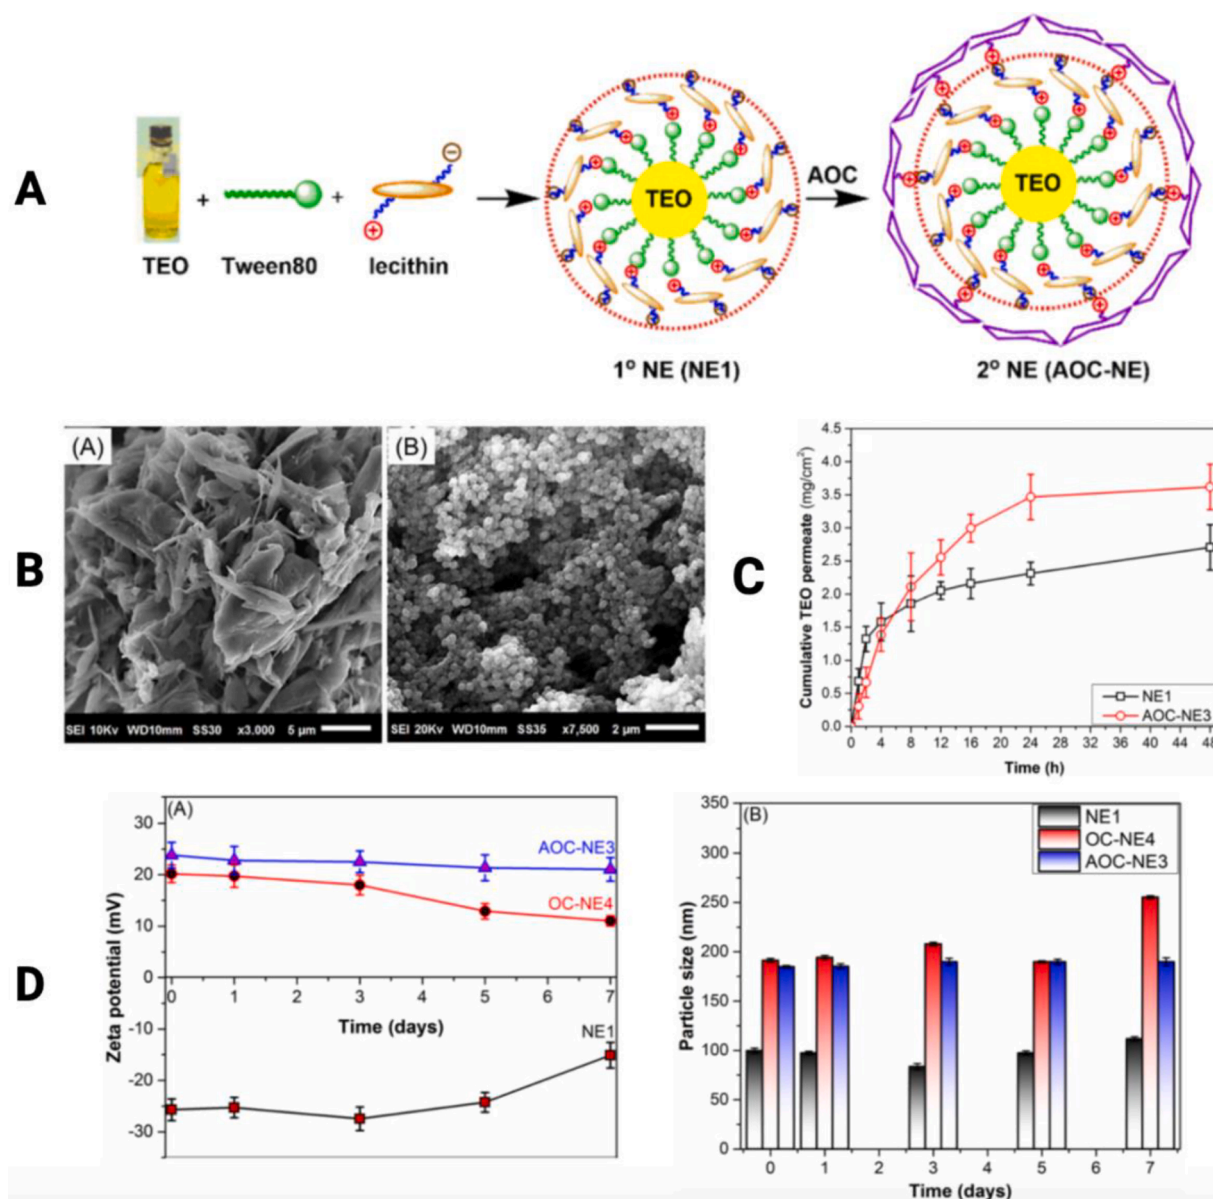 A
TEO
+
Tween80
+
lecithin
TEO
1° NE (NE1)
AOC
TEO
2° NE (AOC-NE)
B
(A)
SEI 10Kv WD10mm SS30 x3,000 5 µm
(B)
SEI 20Kv WD10mm SS35 x7,500 2 µm
C
Cumulative TEO permeate (mg/cm²)
4.5
4.0
3.5
3.0
2.5
2.0
1.5
1.0
0.5
0.0
0 4 8 12 16 20 24 28 32 36 40 44 48
Time (h)
NE1
AOC-NE3
D
(A)
Zeta potential (mV)
30
20
10
0
-10
-20
-30
AOC-NE3
OC-NE4
0 1 2 3 4 5 6 7
Time (days)
NE1
(B)
Particle size (nm)
350
300
250
200
150
100
50
0
NE1
OC-NE4
AOC-NE3
0 1 2 3 4 5 6 7
Time (days)